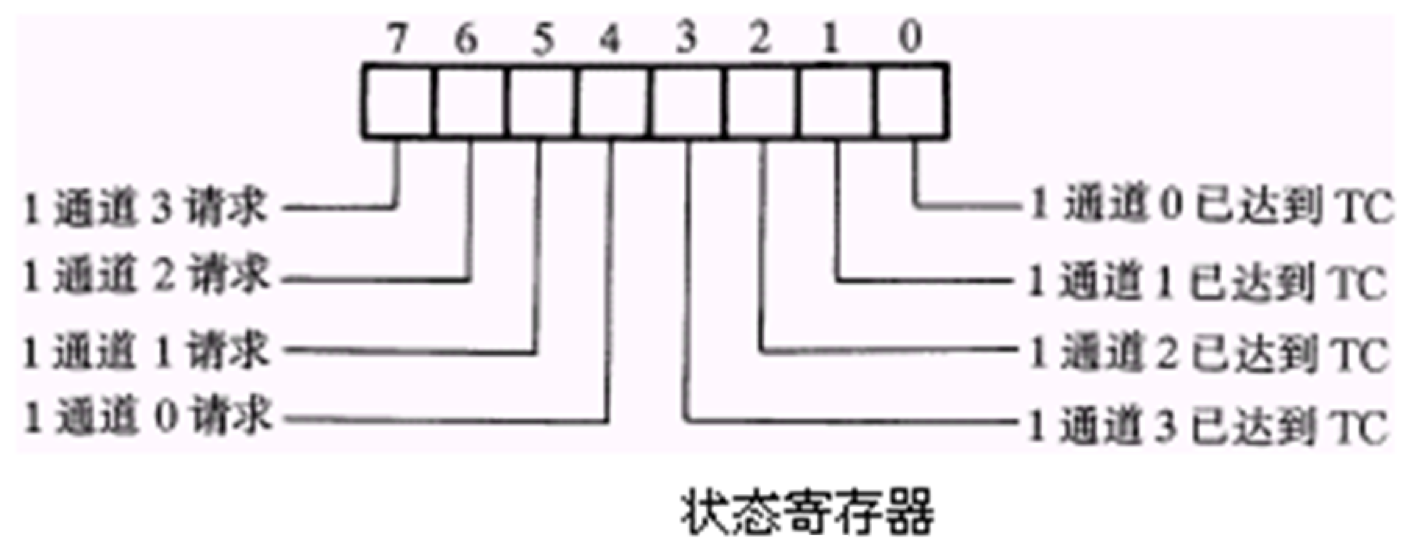 7 6 5 4 3 2 1 0
1 通道 3 请求
1 通道 0 已达到 TC
1 通道 2 请求
1 通道 1 已达到 TC
1 通道 1 请求
1 通道 2 已达到 TC
1 通道 0 请求
1 通道 3 已达到 TC
状态寄存器